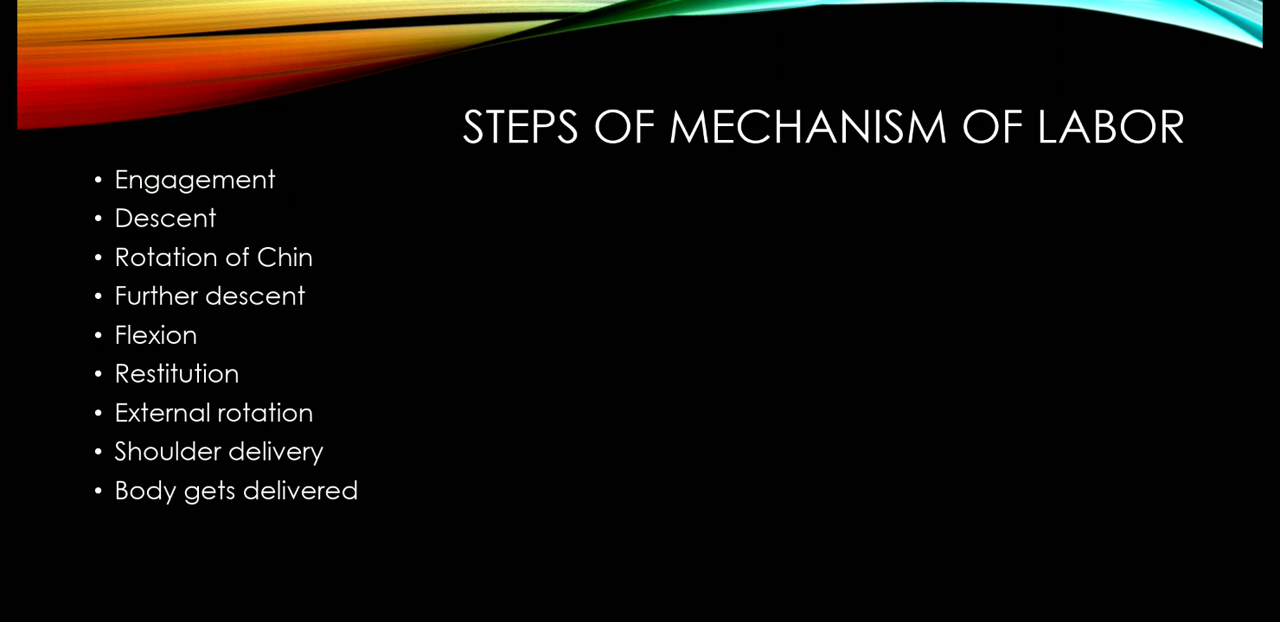 STEPS OF MECHANISM OF LABOR
• Engagement
• Descent
• Rotation of Chin
• Further descent
• Flexion
• Restitution
• External rotation
• Shoulder delivery
• Body gets delivered